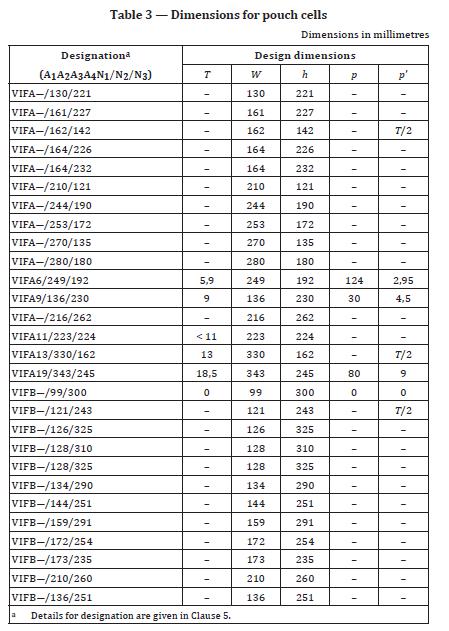 Table 3 — Dimensions for pouch cells
Dimensions in millimetres
Designationa Design dimensions
(A1A2A3A4N1/N2/N3) T W h p p'
VIFA—/130/221 – 130 221 – –
VIFA—/161/227 – 161 227 – –
VIFA—/162/142 – 162 142 – T/2
VIFA—/164/226 – 164 226 – –
VIFA—/164/232 – 164 232 – –
VIFA—/210/121 – 210 121 – –
VIFA—/244/190 – 244 190 – –
VIFA—/253/172 – 253 172 – –
VIFA—/270/135 – 270 135 – –
VIFA—/280/180 – 280 180 – –
VIFA6/249/192 5,9 249 192 124 2,95
VIFA9/136/230 9 136 230 30 4,5
VIFA—/216/262 – 216 262 – –
VIFA11/223/224 < 11 223 224 – –
VIFA13/330/162 13 330 162 – T/2
VIFA19/343/245 18,5 343 245 80 9
VIFB—/99/300 0 99 300 0 0
VIFB—/121/243 – 121 243 – T/2
VIFB—/126/325 – 126 325 – –
VIFB—/128/310 – 128 310 – –
VIFB—/128/325 – 128 325 – –
VIFB—/134/290 – 134 290 – –
VIFB—/144/251 – 144 251 – –
VIFB—/159/291 – 159 291 – –
VIFB—/172/254 – 172 254 – –
VIFB—/173/235 – 173 235 – –
VIFB—/210/260 – 210 260 – –
VIFB—/136/251 – 136 251 – –
a Details for designation are given in Clause 5.